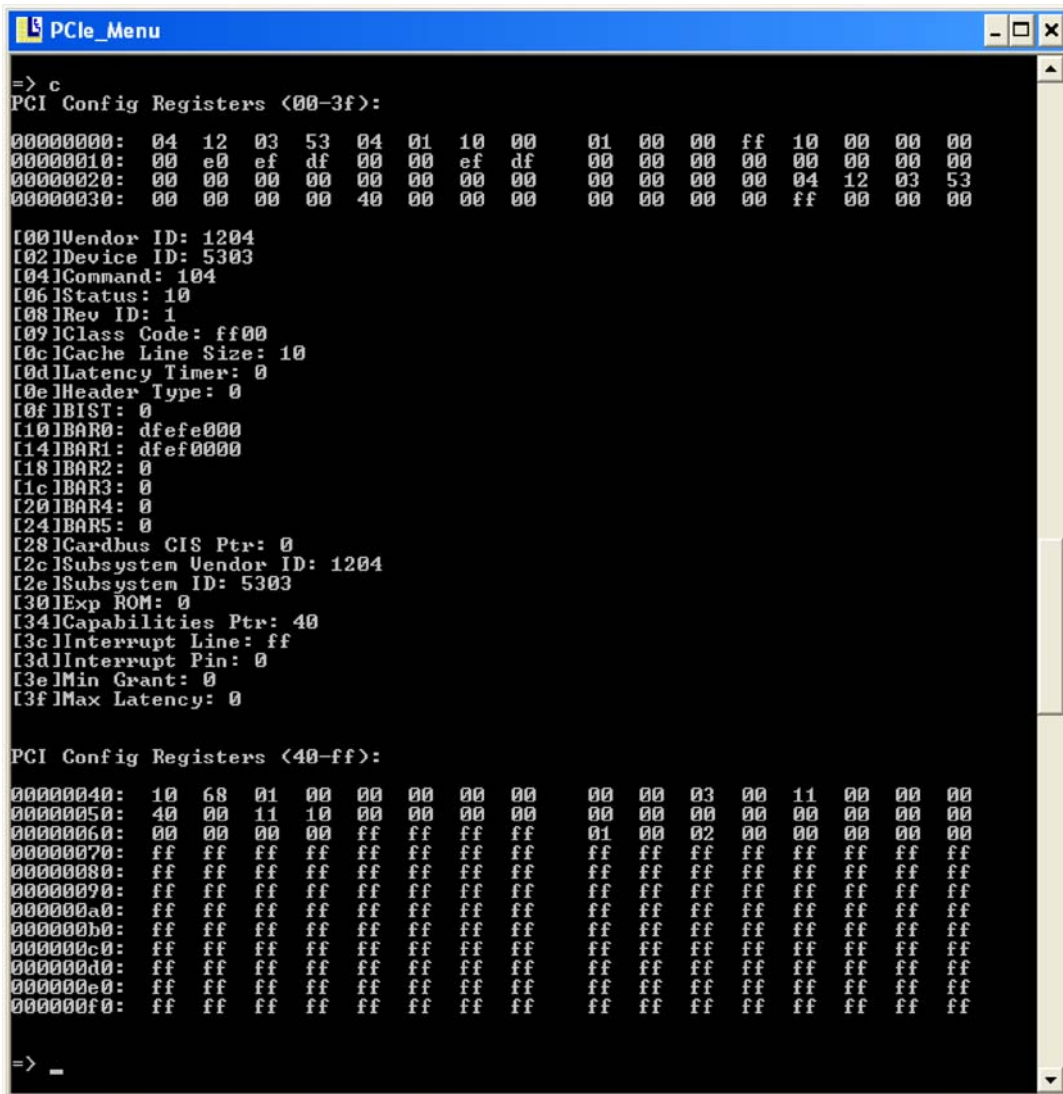 PCIe_Menu
=> c
PCI Config Registers (00-3f):
00000000: 04 12 03 53 04 01 10 00 01 00 00 ff 10 00 00 00
00000010: 00 e0 ef df 00 00 ef df 00 00 00 00 00 00 00 00
00000020: 00 00 00 00 00 00 00 00 00 00 00 00 04 12 03 53
00000030: 00 00 00 00 40 00 00 00 00 00 00 00 ff 00 00 00
[00]Vendor ID: 1204
[02]Device ID: 5303
[04]Command: 104
[06]Status: 10
[08]Rev ID: 1
[09]Class Code: ff00
[0c]Cache Line Size: 10
[0d]Latency Timer: 0
[0e]Header Type: 0
[0f]BIST: 0
[10]BAR0: dfefe000
[14]BAR1: dfef0000
[18]BAR2: 0
[1c]BAR3: 0
[20]BAR4: 0
[24]BAR5: 0
[28]Cardbus CIS Ptr: 0
[2c]Subsystem Vendor ID: 1204
[2e]Subsystem ID: 5303
[30]Exp ROM: 0
[34]Capabilities Ptr: 40
[3c]Interrupt Line: ff
[3d]Interrupt Pin: 0
[3e]Min Grant: 0
[3f]Max Latency: 0
PCI Config Registers (40-ff):
00000040: 10 68 01 00 00 00 00 00 00 00 03 00 11 00 00 00
00000050: 40 00 11 10 00 00 00 00 00 00 00 00 00 00 00 00
00000060: 00 00 00 00 ff ff ff ff 01 00 02 00 00 00 00 00
00000070: ff ff ff ff ff ff ff ff ff ff ff ff ff ff ff ff
00000080: ff ff ff ff ff ff ff ff ff ff ff ff ff ff ff ff
00000090: ff ff ff ff ff ff ff ff ff ff ff ff ff ff ff ff
000000a0: ff ff ff ff ff ff ff ff ff ff ff ff ff ff ff ff
000000b0: ff ff ff ff ff ff ff ff ff ff ff ff ff ff ff ff
000000c0: ff ff ff ff ff ff ff ff ff ff ff ff ff ff ff ff
000000d0: ff ff ff ff ff ff ff ff ff ff ff ff ff ff ff ff
000000e0: ff ff ff ff ff ff ff ff ff ff ff ff ff ff ff ff
000000f0: ff ff ff ff ff ff ff ff ff ff ff ff ff ff ff ff
=> _